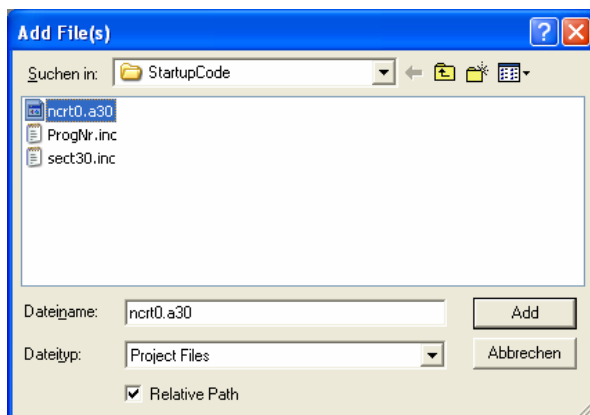 Add File(s)
Suchen in: StartupCode
ncrt0.a30
ProgNr.inc
sect30.inc
Dateiname: ncrt0.a30 Add
Dateityp: Project Files Abbrechen
Relative Path